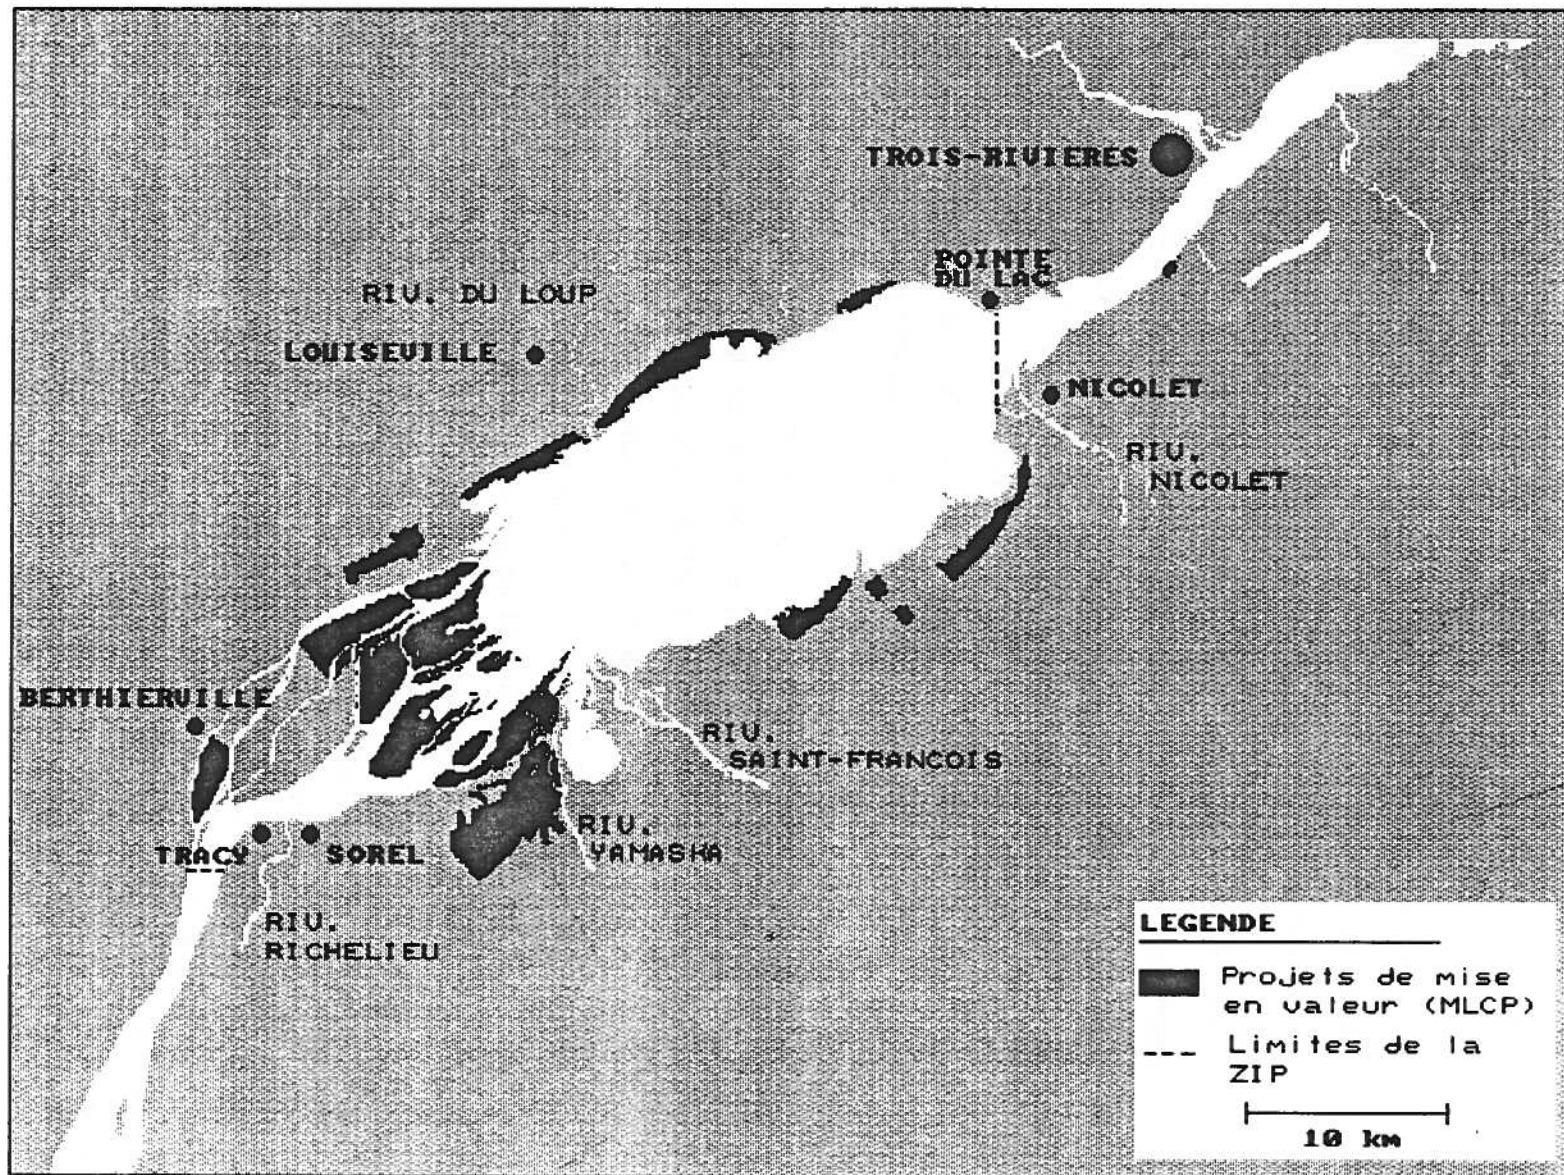 TROIS-RIVIERES
POINTE
DU LAC
RIV. DU LOUP
LOUISEVILLE
NICOLET
RIV.
NICOLET
BERTHIERVILLE
RIV.
SAINT-FRANCOIS
TRACY
SOREL
RIV.
YAMASKA
RIV.
RICHELIEU
LEGENDE
Projets de mise
en valeur (MLCP)
Limites de la
ZIP
10 km